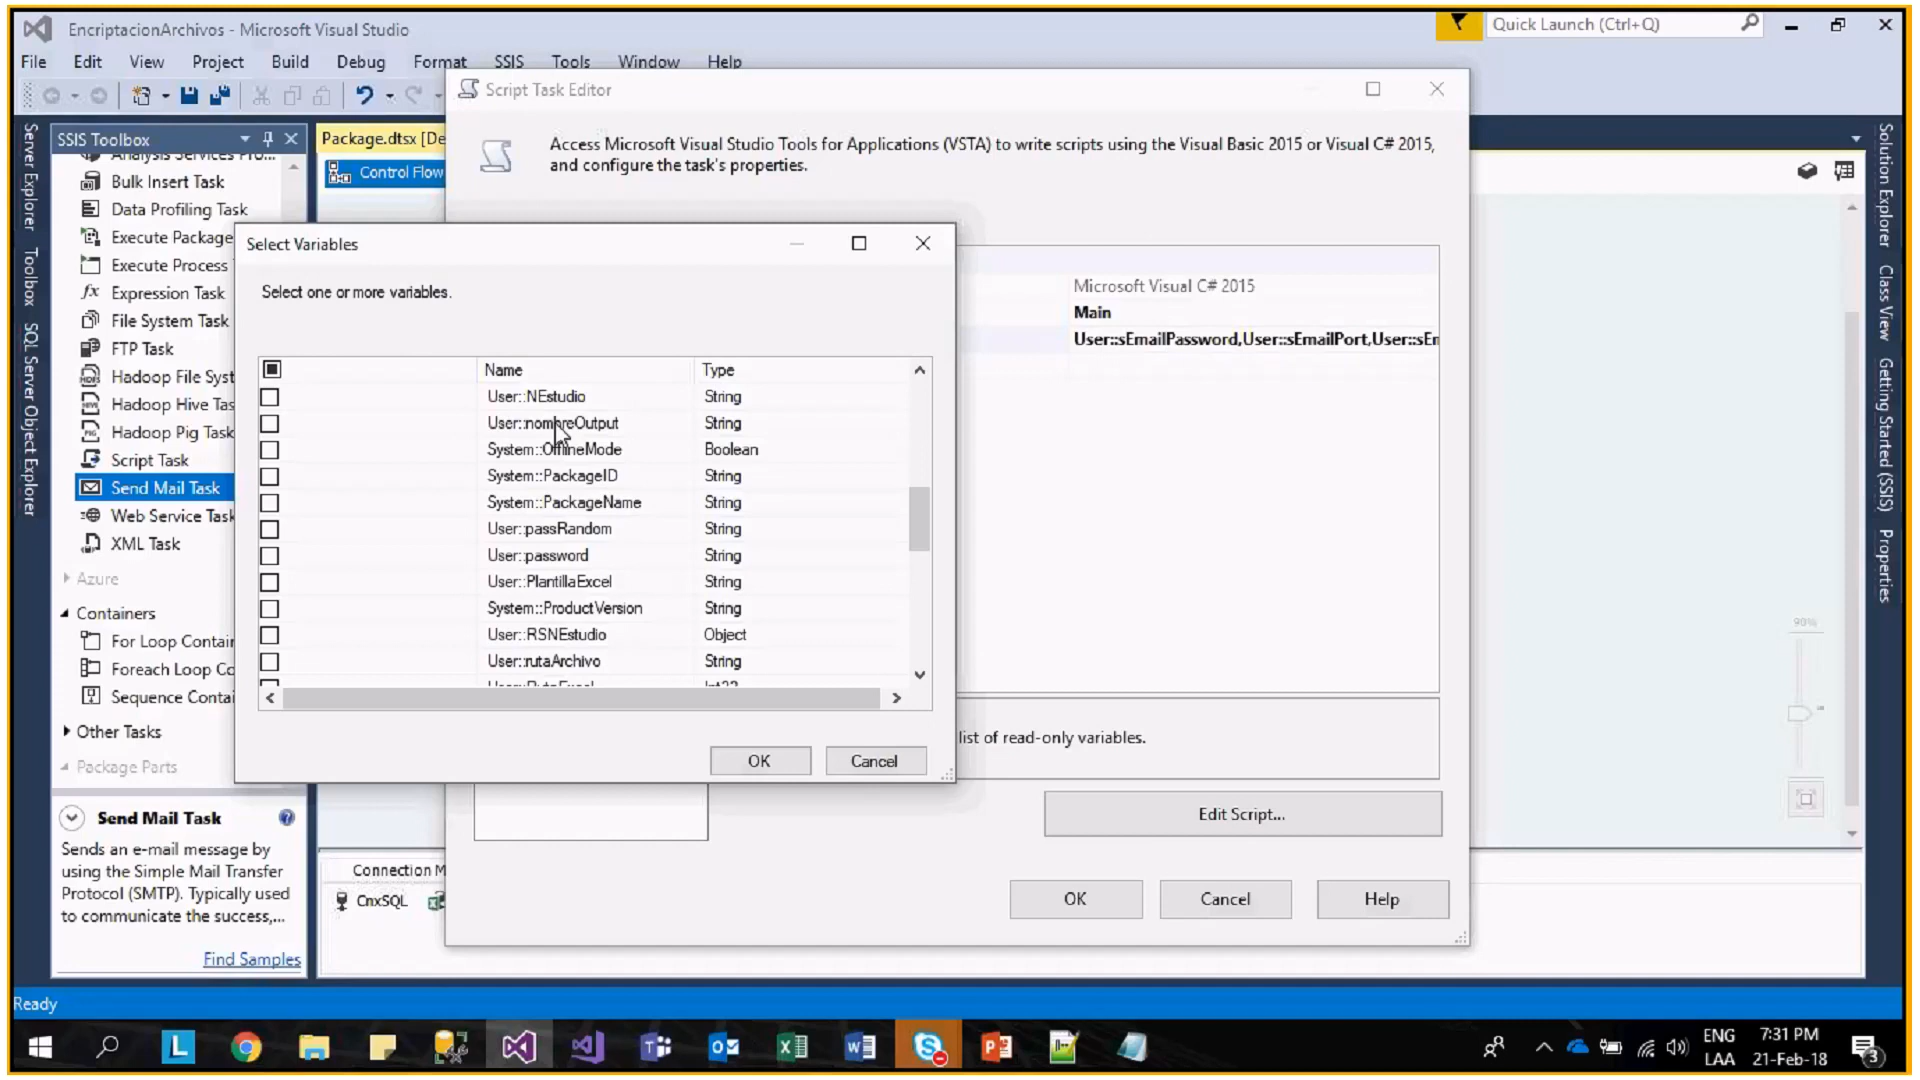 EncriptacionArchivos - Microsoft Visual Studio
Quick Launch (Ctrl+Q)
File Edit View Project Build Debug Format SSIS Tools Window Help
Script Task Editor
SSIS Toolbox
Package.dtsx [De
Access Microsoft Visual Studio Tools for Applications (VSTA) to write scripts using the Visual Basic 2015 or Visual C# 2015,
and configure the task's properties.
Control Flow
Server Explorer
Toolbox
SQL Server Object Explorer
Analysis Services Pro...
Bulk Insert Task
Data Profiling Task
Execute Package
Execute Process
Expression Task
File System Task
FTP Task
Hadoop File Syst
Hadoop Hive Tas
Hadoop Pig Task
Script Task
Send Mail Task
Web Service Task
XML Task
Azure
Containers
For Loop Contain
Foreach Loop Co
Sequence Contai
Other Tasks
Package Parts
Select Variables
Select one or more variables.
Name Type
User::NEstudio String
User::nombreOutput String
System::OfflineMode Boolean
System::PackageID String
System::PackageName String
User::passRandom String
User::password String
User::PlantillaExcel String
System::ProductVersion String
User::RSNEstudio Object
User::rutaArchivo String
User::RutaExcel Int32
OK Cancel
Microsoft Visual C# 2015
Main
User::sEmailPassword,User::sEmailPort,User::sEm
list of read-only variables.
Edit Script...
OK Cancel Help
Solution Explorer
Class View
Getting Started (SSIS)
Properties
90%
Send Mail Task
Sends an e-mail message by
using the Simple Mail Transfer
Protocol (SMTP). Typically used
to communicate the success,...
Find Samples
Connection M
CnxSQL
Ready
ENG
LAA
7:31 PM
21-Feb-18
3